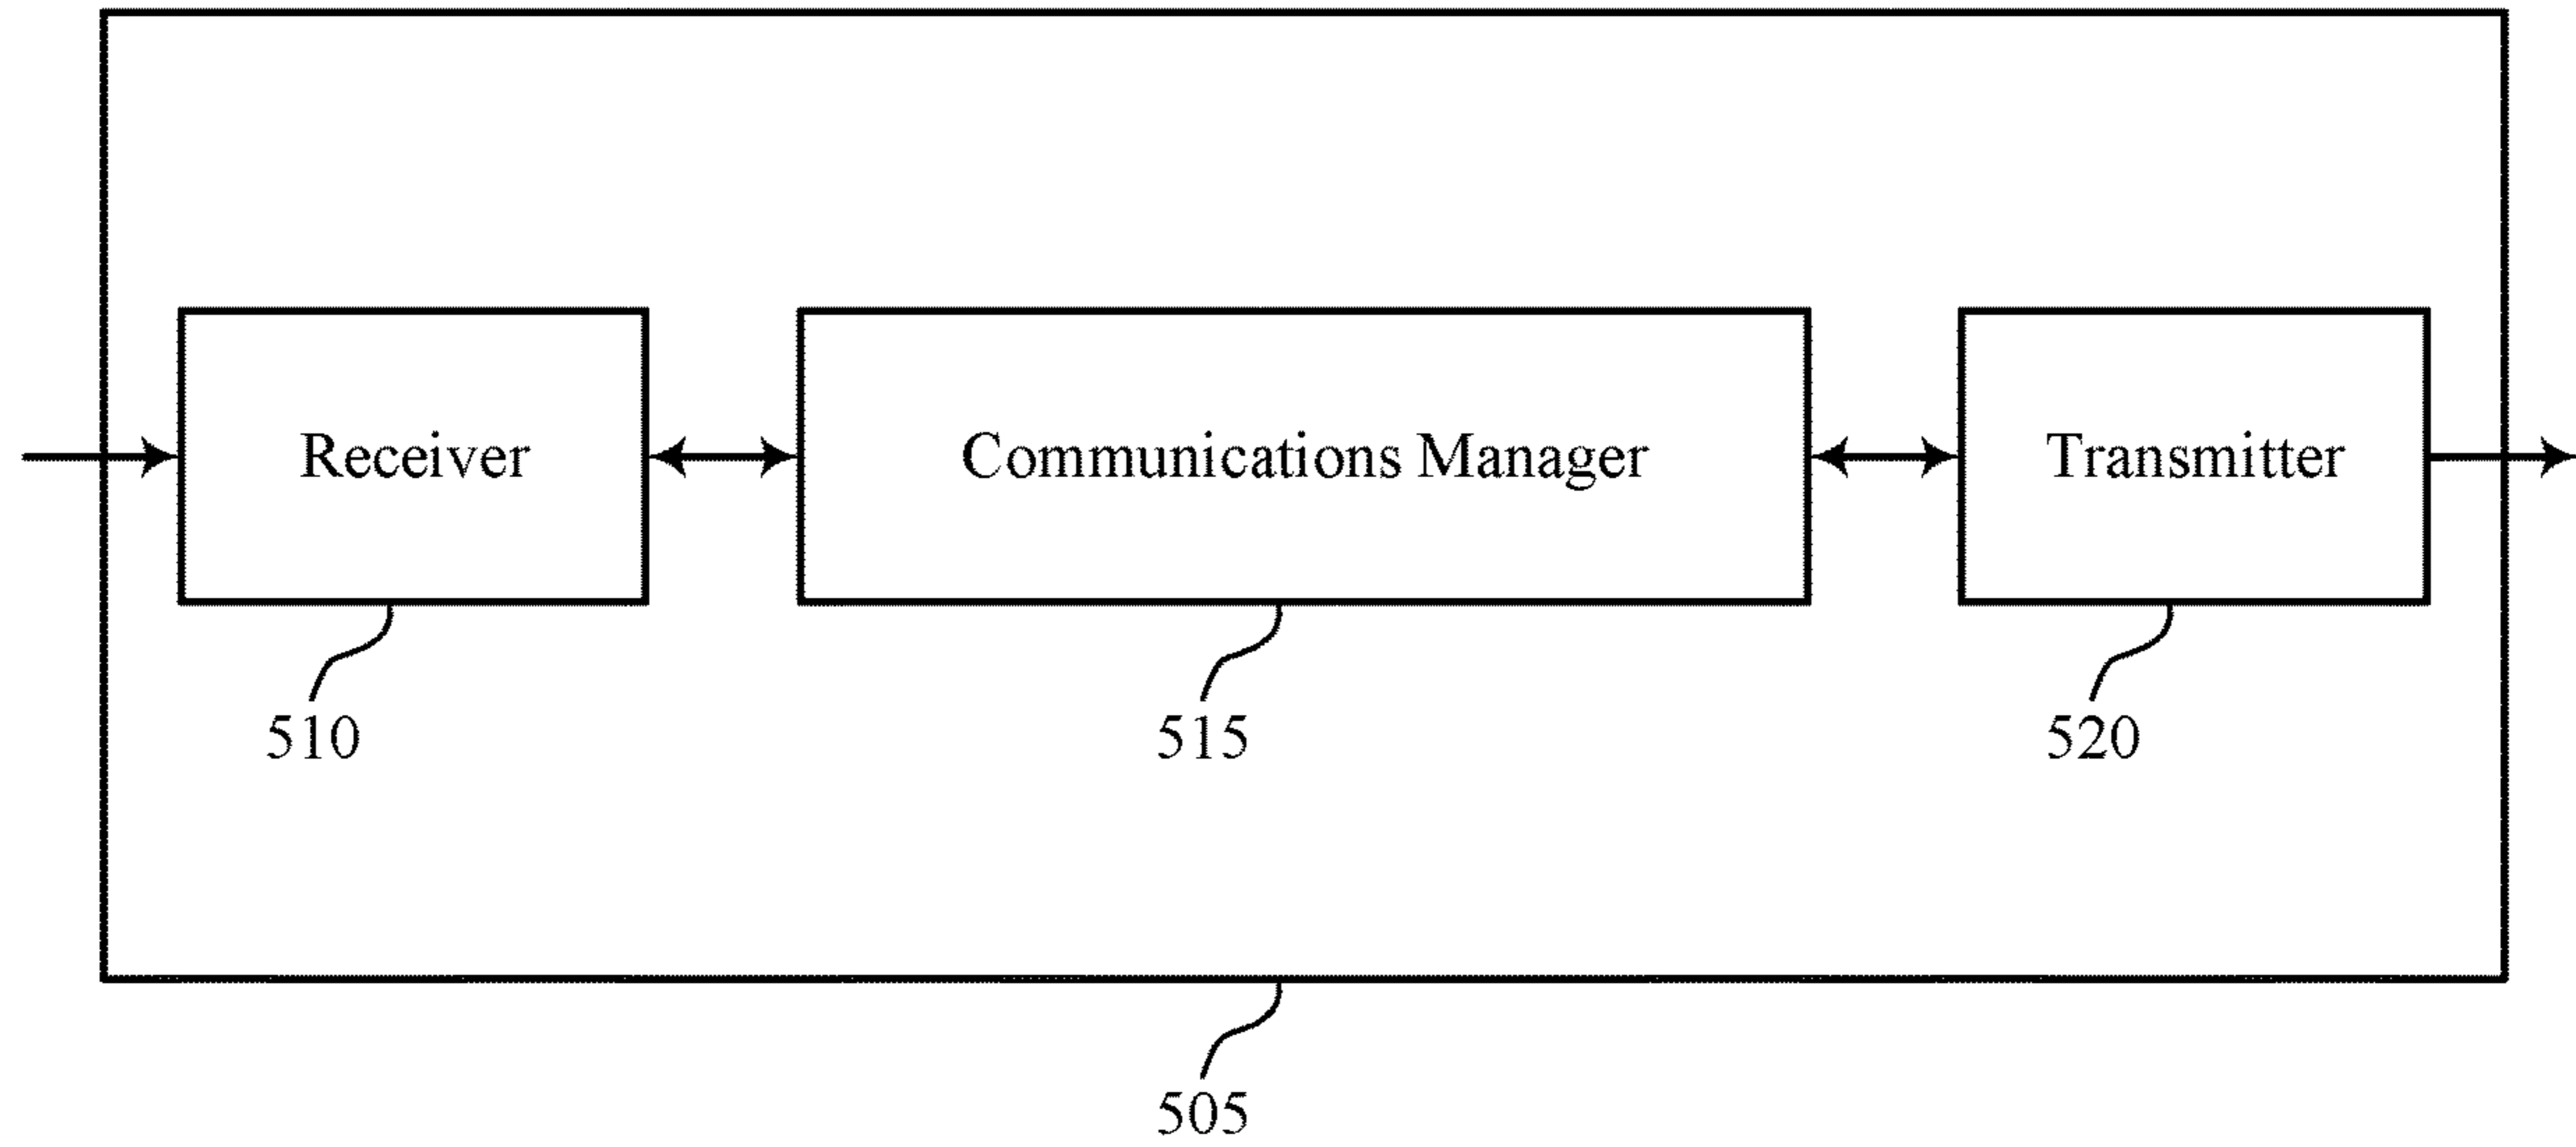 Receiver
Communications Manager
Transmitter
510
515
520
505